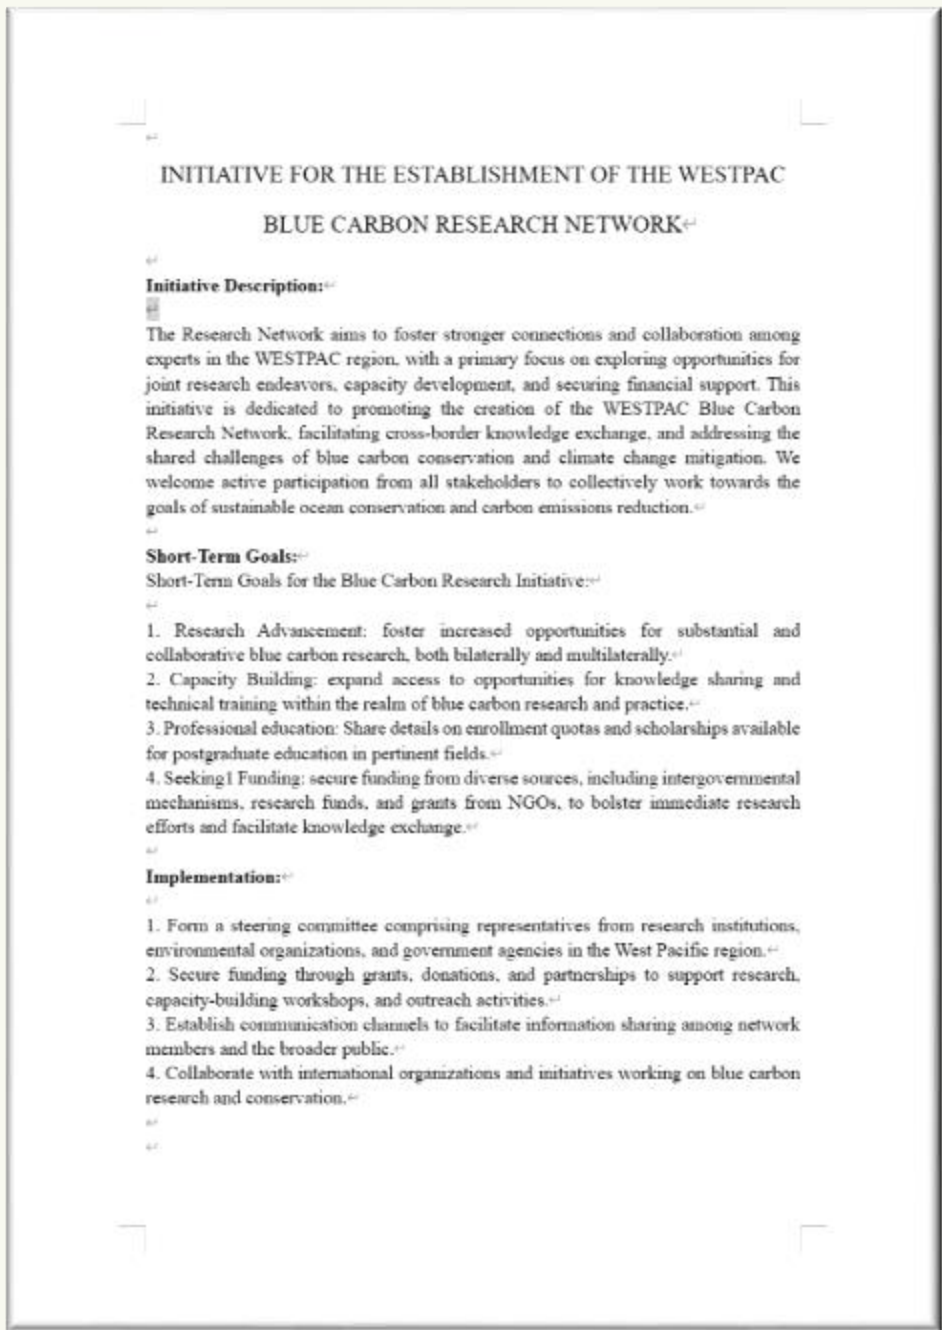 INITIATIVE FOR THE ESTABLISHMENT OF THE WESTPAC
BLUE CARBON RESEARCH NETWORK
Initiative Description:
The Research Network aims to foster stronger connections and collaboration among
experts in the WESTPAC region, with a primary focus on exploring opportunities for
joint research endeavors, capacity development, and securing financial support. This
initiative is dedicated to promoting the creation of the WESTPAC Blue Carbon
Research Network, facilitating cross-border knowledge exchange, and addressing the
shared challenges of blue carbon conservation and climate change mitigation. We
welcome active participation from all stakeholders to collectively work towards the
goals of sustainable ocean conservation and carbon emissions reduction.
Short-Term Goals:
Short-Term Goals for the Blue Carbon Research Initiative:
1. Research Advancement: foster increased opportunities for substantial and
collaborative blue carbon research, both bilaterally and multilaterally.
2. Capacity Building: expand access to opportunities for knowledge sharing and
technical training within the realm of blue carbon research and practice.
3. Professional education: Share details on enrollment quotas and scholarships available
for postgraduate education in pertinent fields.
4. Seeking1 Funding: secure funding from diverse sources, including intergovernmental
mechanisms, research funds, and grants from NGOs, to bolster immediate research
efforts and facilitate knowledge exchange.
Implementation:
1. Form a steering committee comprising representatives from research institutions,
environmental organizations, and government agencies in the West Pacific region.
2. Secure funding through grants, donations, and partnerships to support research,
capacity-building workshops, and outreach activities.
3. Establish communication channels to facilitate information sharing among network
members and the broader public.
4. Collaborate with international organizations and initiatives working on blue carbon
research and conservation.